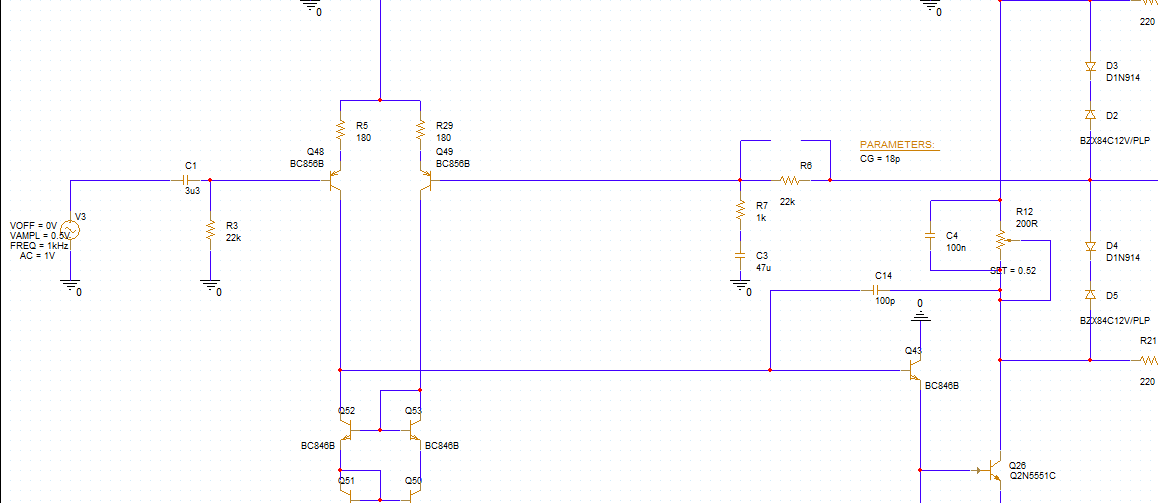 0
0
220
D3
D1N914
R5
180
R29
180
D2
Q48
BC856B
Q49
BC856B
PARAMETERS:
CG = 18p
BZX84C12V/PLP
C1
3u3
R6
22k
V3
VOFF = 0V
VAMPL = 0.5V
FREQ = 1kHz
AC = 1V
R3
22k
R7
1k
R12
200R
C4
100n
D4
D1N914
C3
47u
SET = 0.52
C14
100p
0
0
0
0
D5
BZX84C12V/PLP
R21
220
Q43
BC846B
Q52
Q53
BC846B
BC846B
Q51
Q50
Q26
Q2N5551C